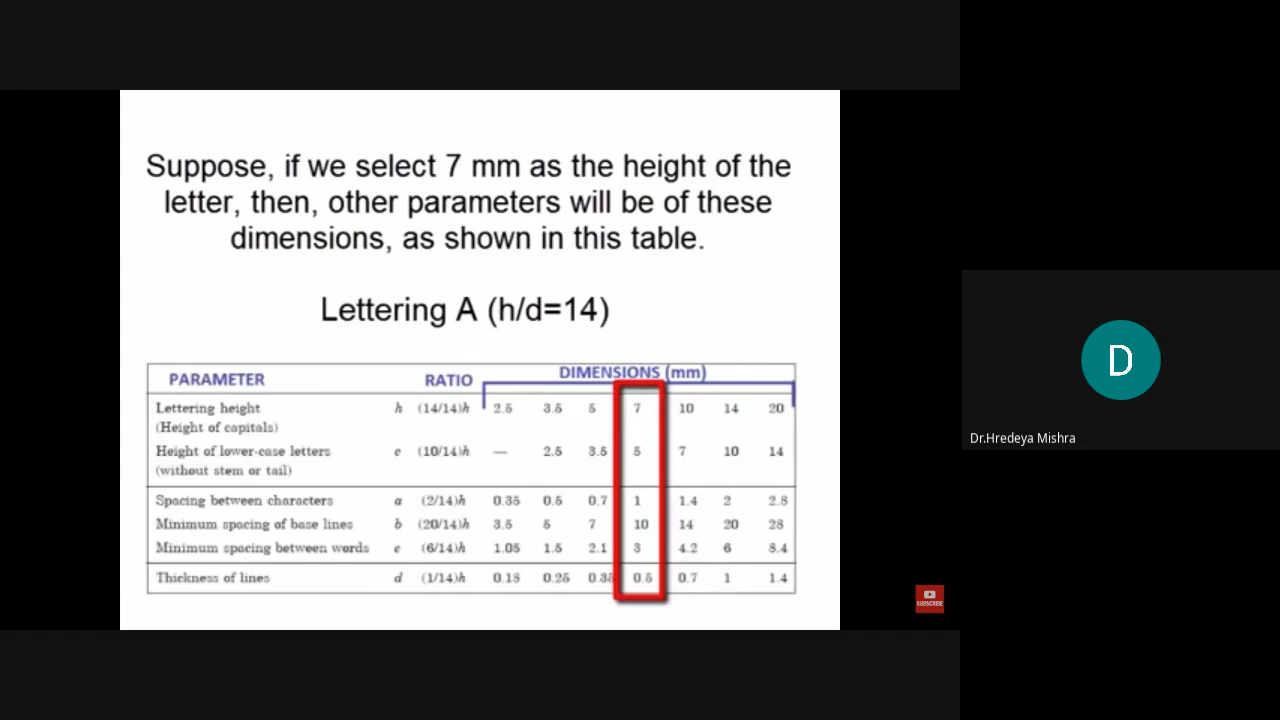 Suppose, if we select 7 mm as the height of the
letter, then, other parameters will be of these
dimensions, as shown in this table.
Lettering A (h/d=14)
PARAMETER RATIO DIMENSIONS (mm)
Lettering height h (14/14)h 2.5 3.5 5 7 10 14 20
(Height of capitals)
Height of lower-case letters c (10/14)h — 2.5 3.5 5 7 10 14
(without stem or tail)
Spacing between characters a (2/14)h 0.35 0.5 0.7 1 1.4 2 2.8
Minimum spacing of base lines b (20/14)h 3.5 5 7 10 14 20 28
Minimum spacing between words e (6/14)h 1.05 1.5 2.1 3 4.2 6 8.4
Thickness of lines d (1/14)h 0.18 0.25 0.35 0.5 0.7 1 1.4
SUBSCRIBE
D
Dr.Hredeya Mishra